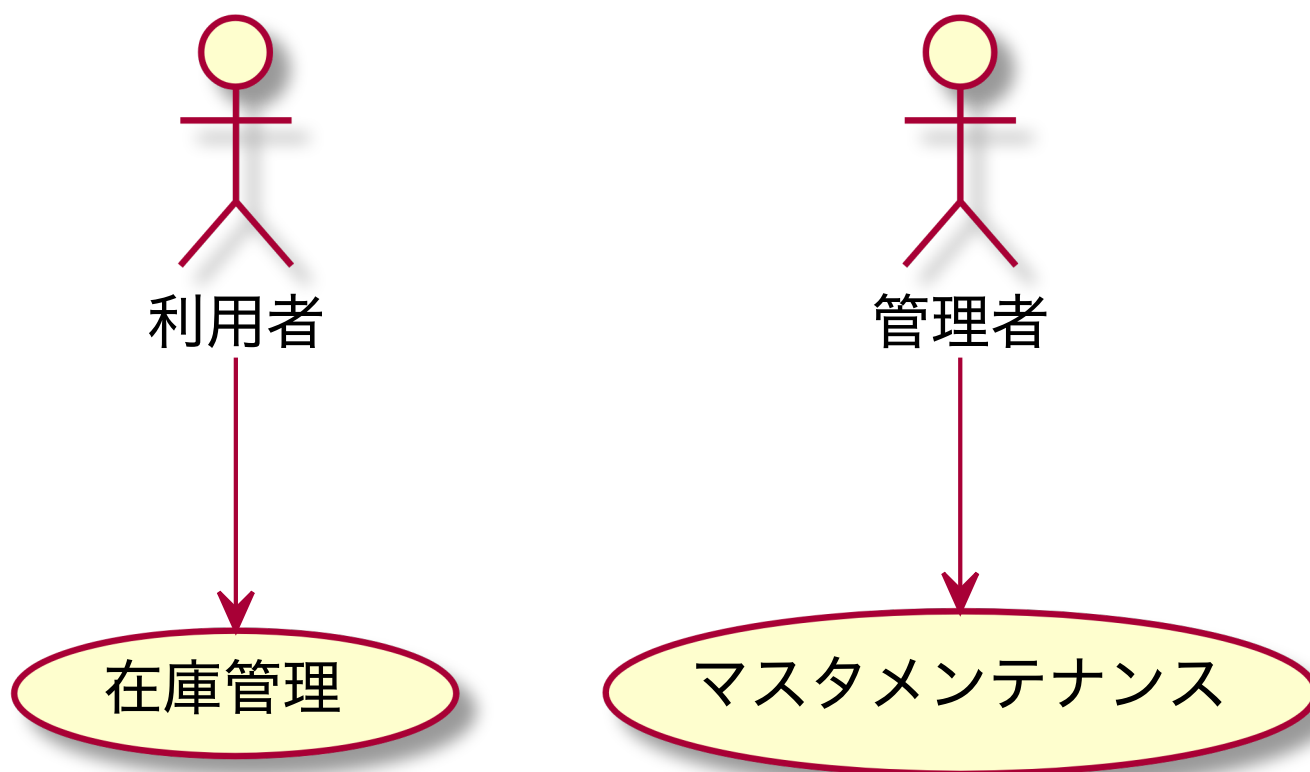 利用者
管理者
在庫管理
マスタメンテナンス